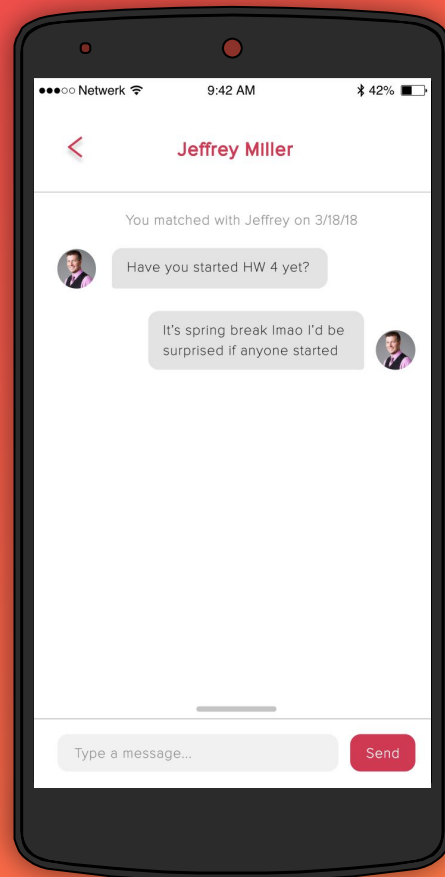 Netwerk 9:42 AM 42%
Jeffrey Miller
You matched with Jeffrey on 3/18/18
Have you started HW 4 yet?
It's spring break lmao I'd be
surprised if anyone started
Type a message...
Send